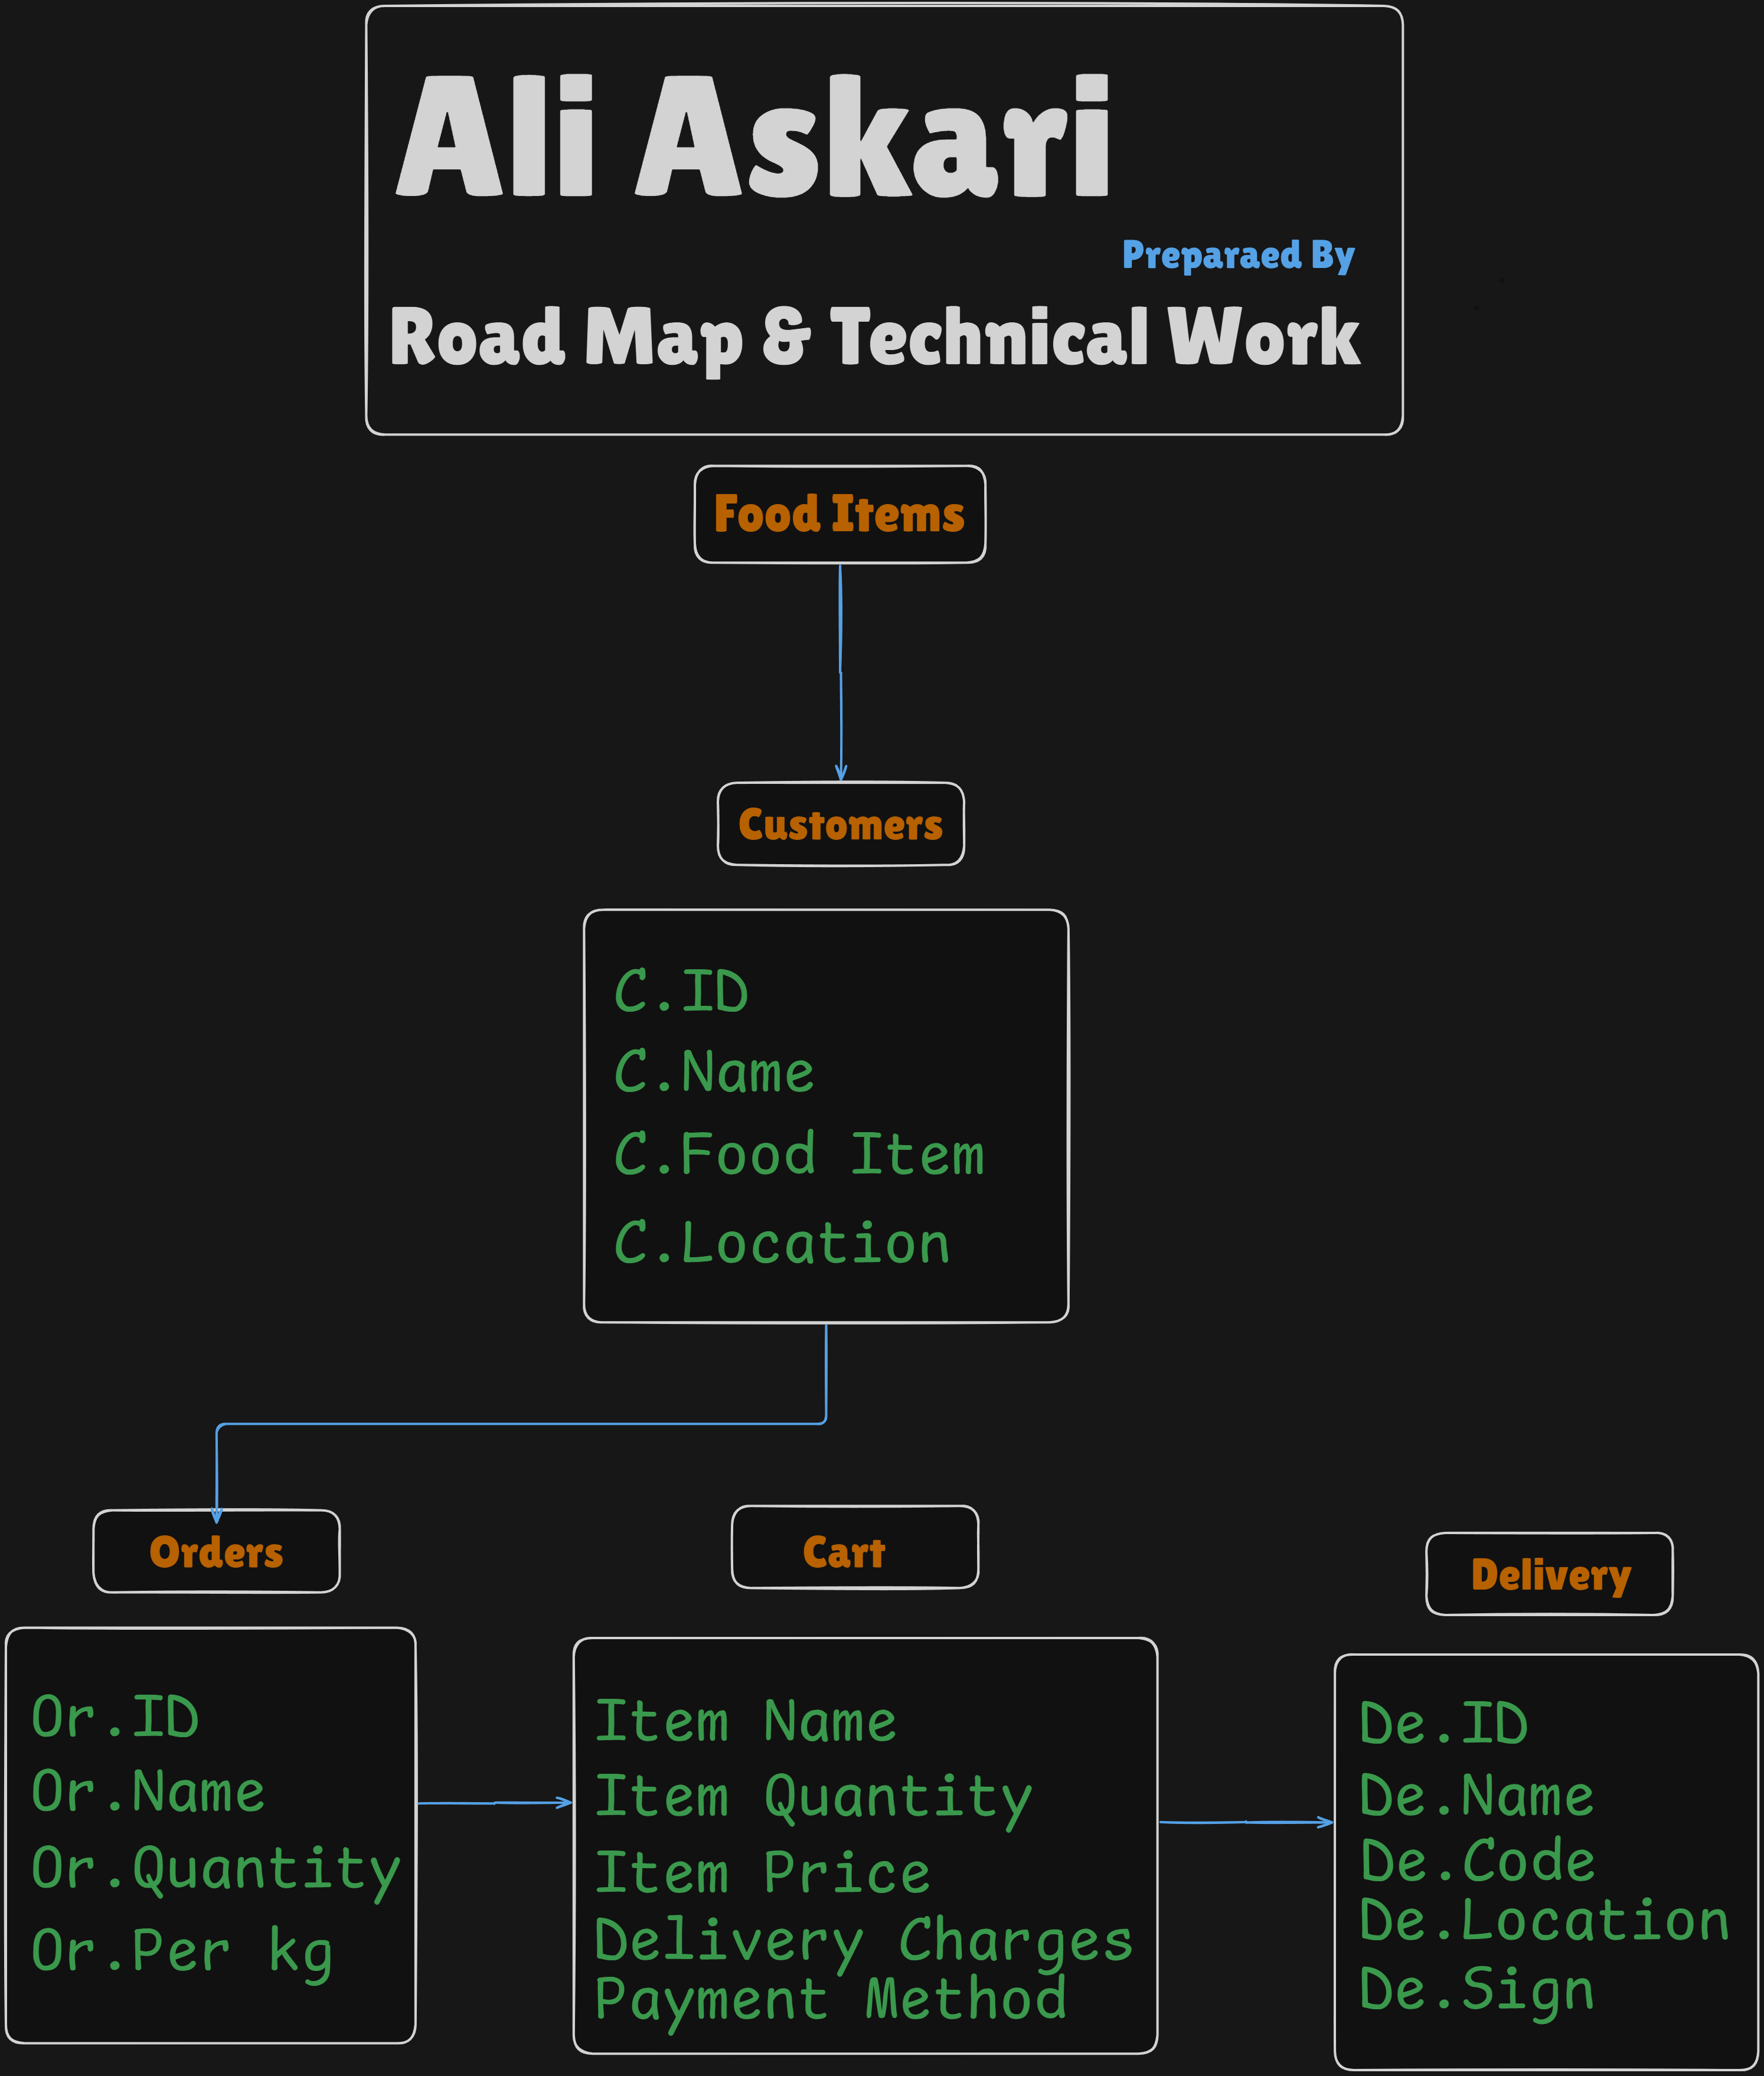 Ali Askari
Preparaed By
Road Map & Technical Work
Food Items
Customers
C.ID
C.Name
C.Food Item
C.Location
Orders
Or.ID
Or.Name
Or.Quantity
Or.Per kg
Cart
Item Name
Item Quantity
Item Price
Delivery Charges
Payment Method
Delivery
De.ID
De.Name
De.Code
De.Location
De.Sign